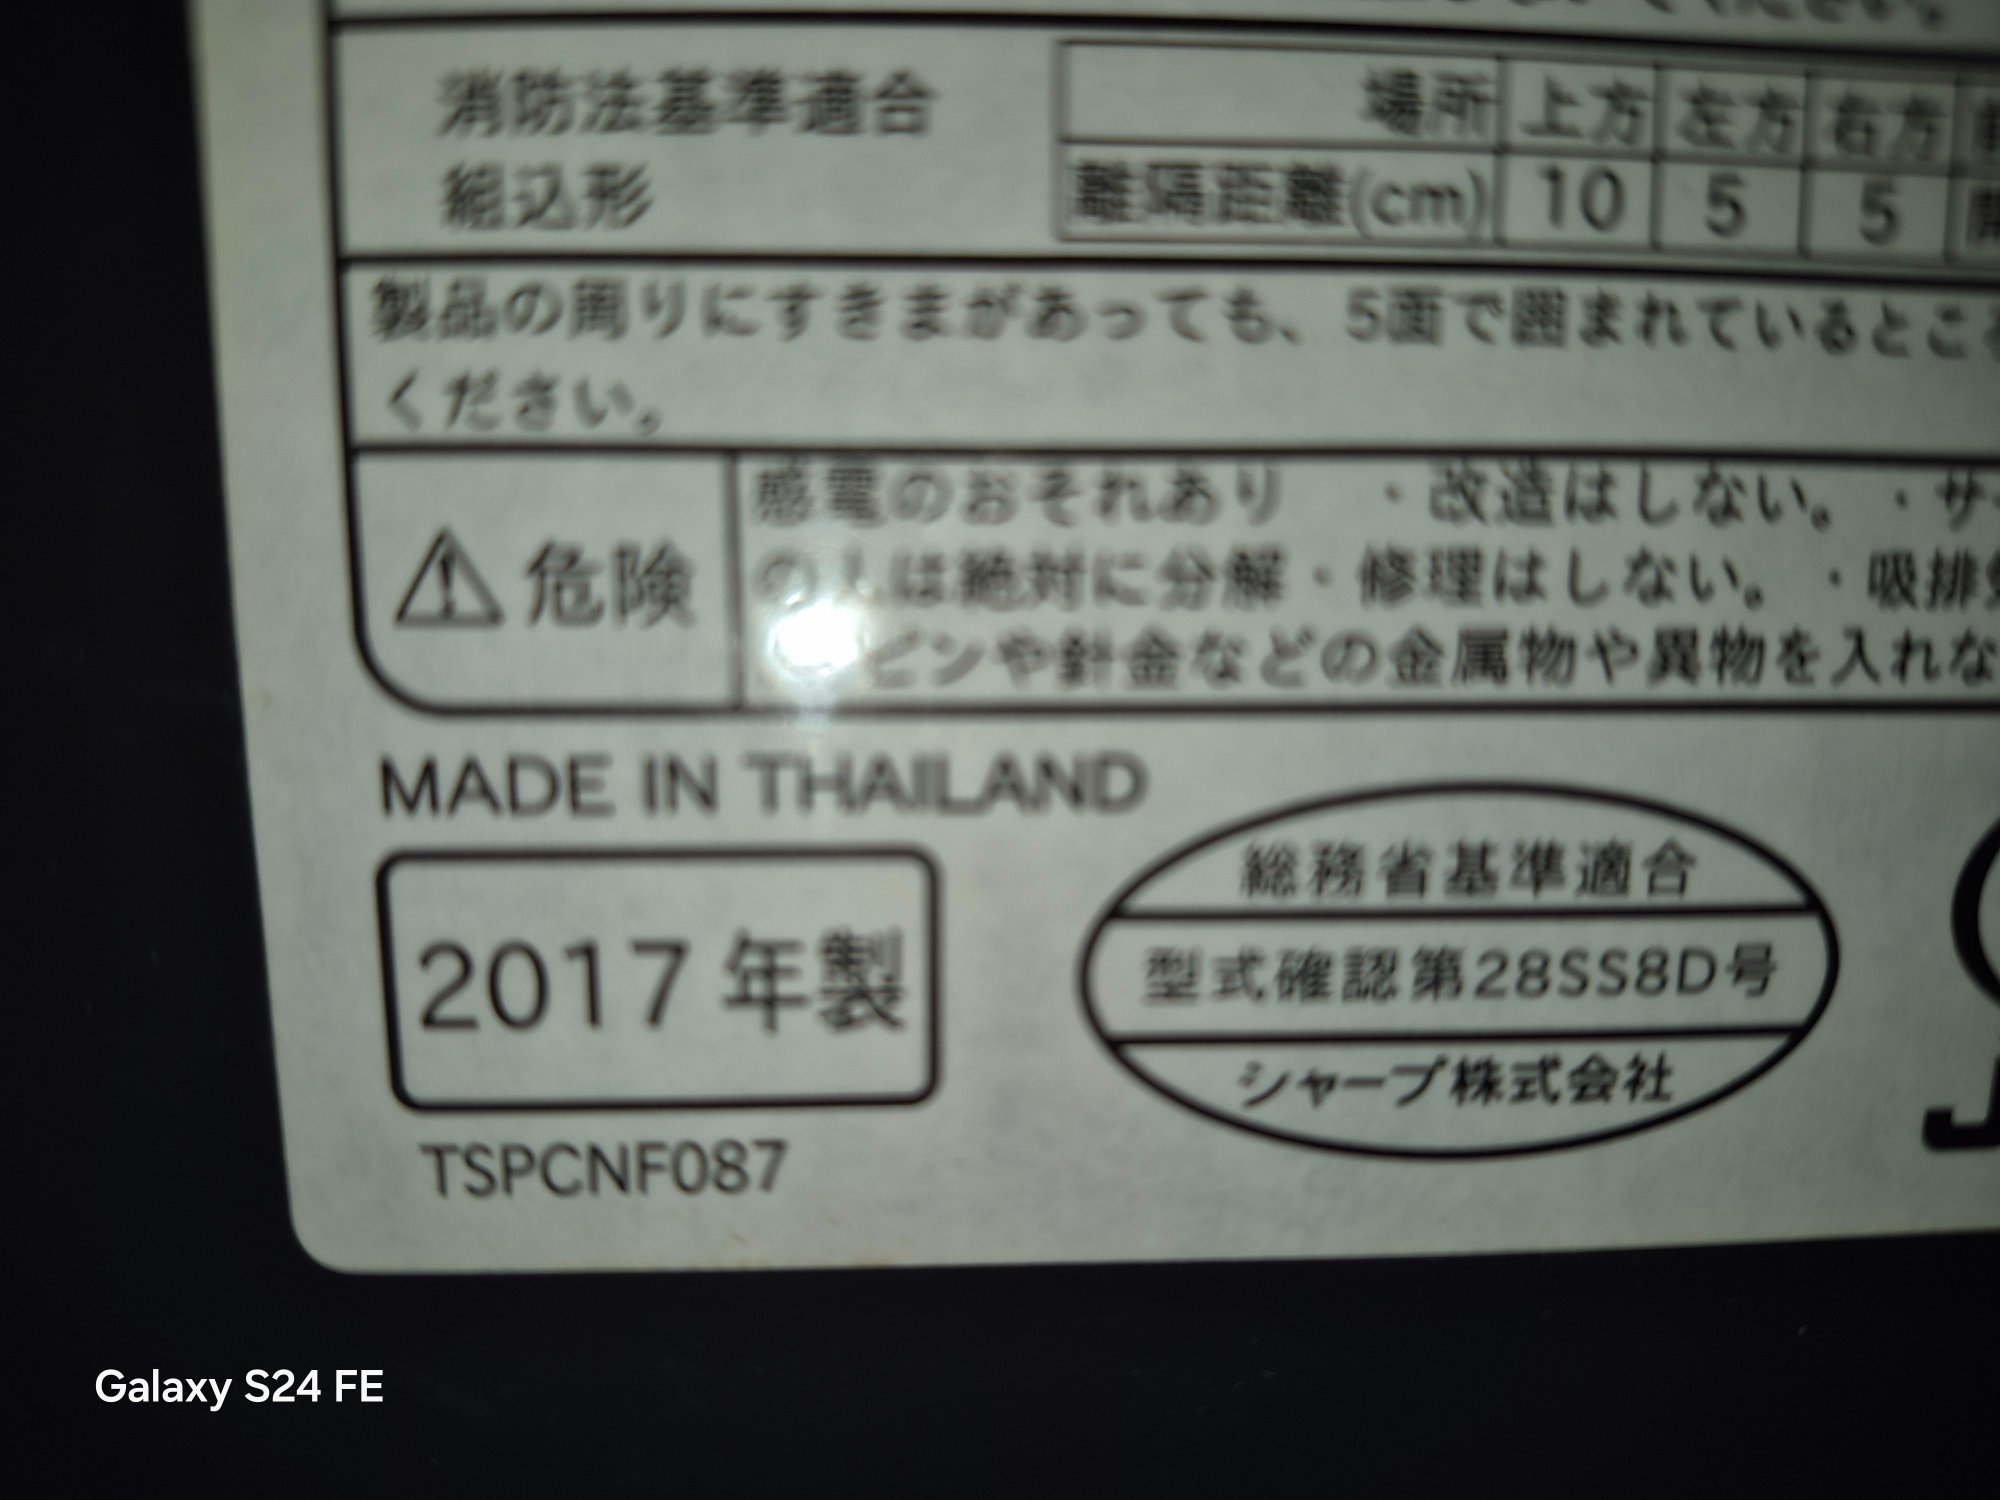 消防法基準適合
組込形
場所 上方 左方 右方
離隔距離(cm) 10 5 5
製品の周りにすきまがあっても、5面で囲まれているところ
ください。
危険
感電のおそれあり ・改造はしない。 ・サ
は絶対に分解・修理はしない。 ・吸排
ピンや針金などの金属物や異物を入れな
MADE IN THAILAND
2017年製
TSPCNF087
総務省基準適合
型式確認第28SS8D号
シャープ株式会社
Galaxy S24 FE